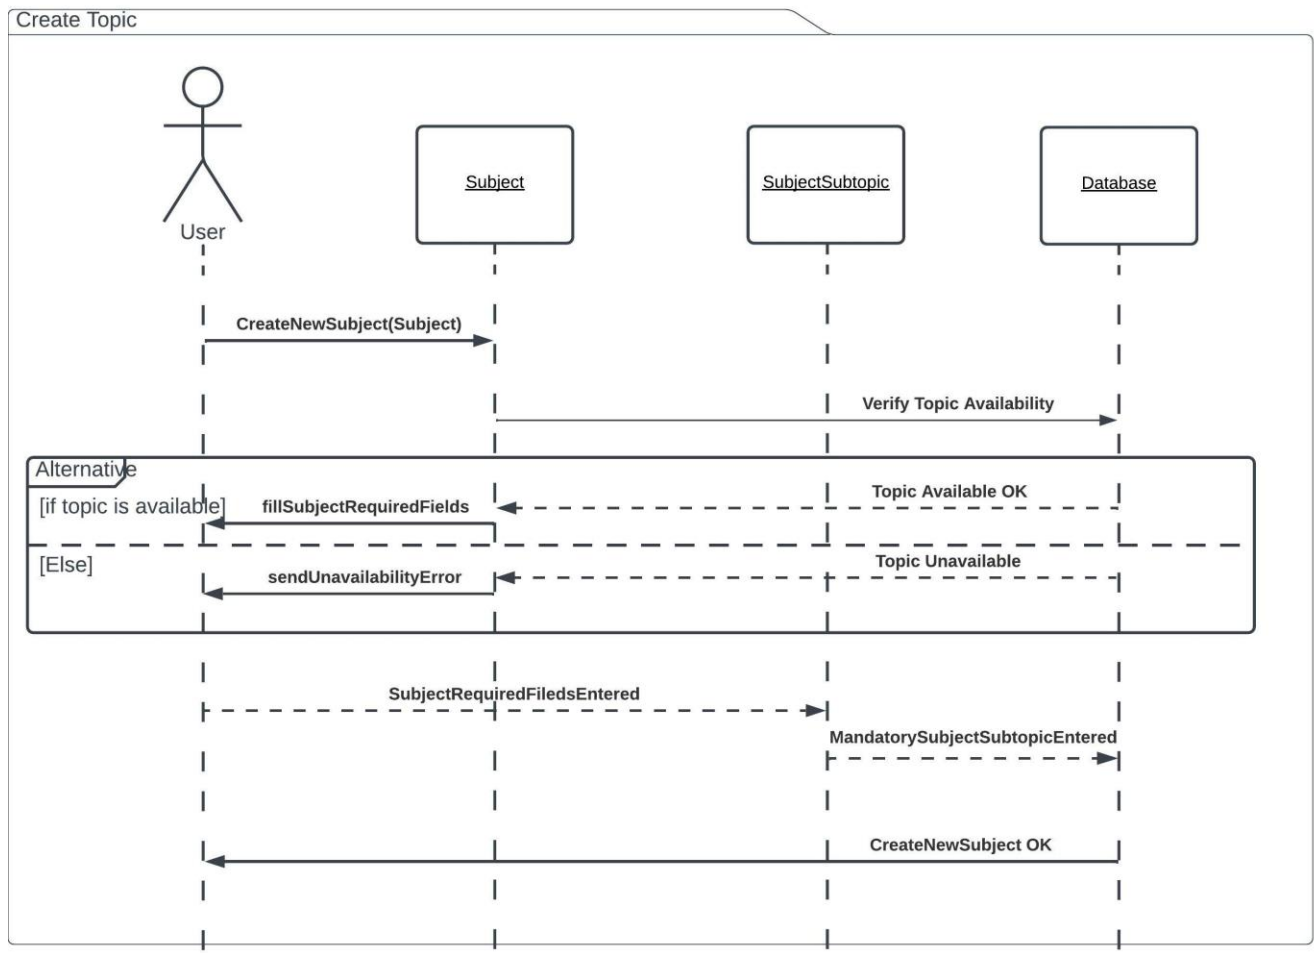 Create Topic
User
Subject
SubjectSubtopic
Database
CreateNewSubject(Subject)
Verify Topic Availability
Alternative
[if topic is available]
fillSubjectRequiredFields
Topic Available OK
[Else]
sendUnavailabilityError
Topic Unavailable
SubjectRequiredFiledsEntered
MandatorySubjectSubtopicEntered
CreateNewSubject OK